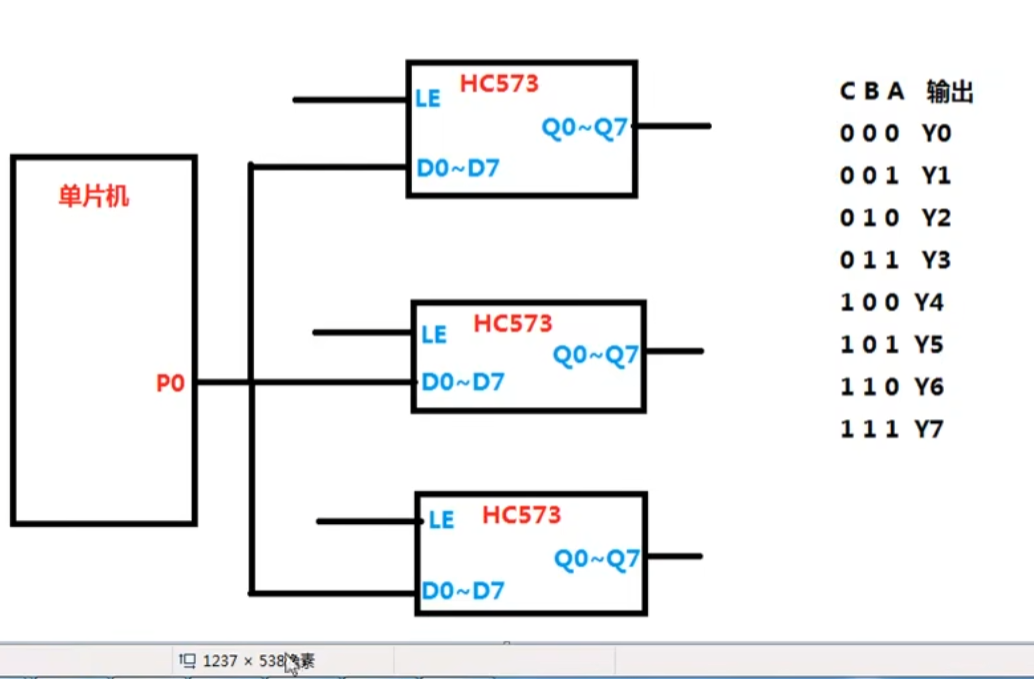 单片机
P0
HC573
LE
Q0~Q7
D0~D7
HC573
LE
Q0~Q7
D0~D7
HC573
LE
Q0~Q7
D0~D7
C B A 输出
0 0 0 Y0
0 0 1 Y1
0 1 0 Y2
0 1 1 Y3
1 0 0 Y4
1 0 1 Y5
1 1 0 Y6
1 1 1 Y7
1237 × 538 素